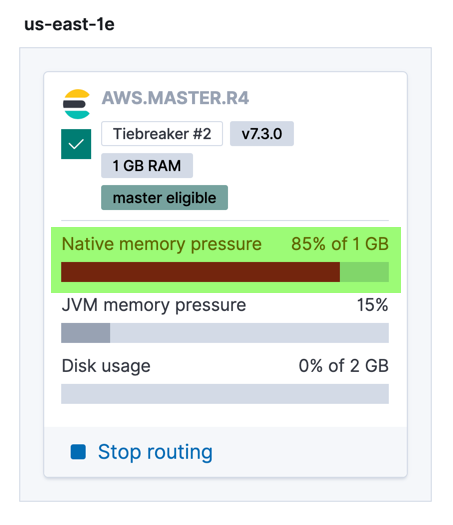 us-east-1e
AWS.MASTER.R4
Tiebreaker #2 v7.3.0
1 GB RAM
master eligible
Native memory pressure 85% of 1 GB
JVM memory pressure 15%
Disk usage 0% of 2 GB
Stop routing